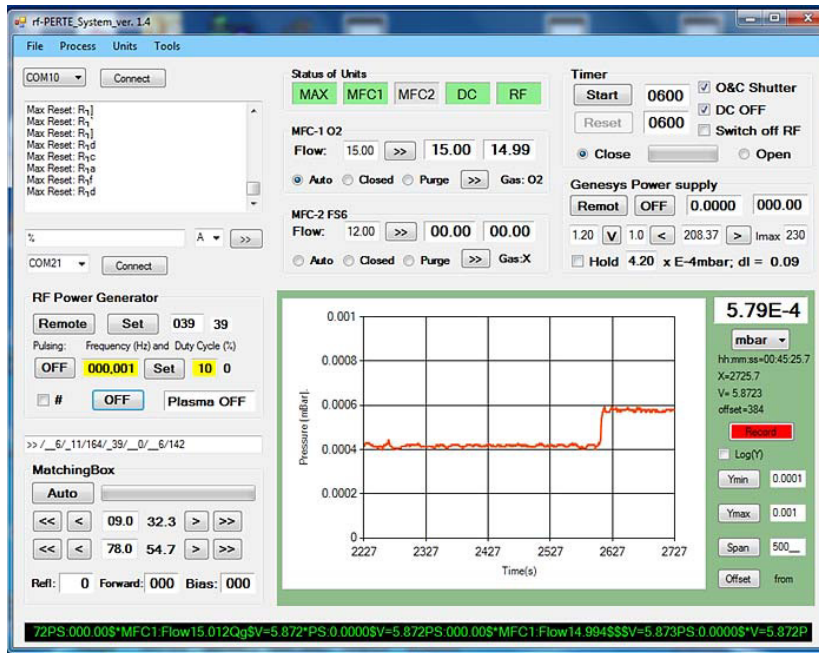 rf-PERTE_System_ver. 1.4
File Process Units Tools
COM10 Connect
Max Reset: R┐]
Max Reset: R┐
Max Reset: R┐]
Max Reset: R┐d
Max Reset: R┐c
Max Reset: R┐a
Max Reset: R┐f
Max Reset: R┐d
% A >>
COM21 Connect
RF Power Generator
Remote Set 039 39
Pulsing: Frequency (Hz) and Duty Cycle (%)
OFF 000,001 Set 10 0
# OFF Plasma OFF
>> /__6/_11/164/_39/__0/__6/142
MatchingBox
Auto
<< < 09.0 32.3 > >>
<< < 78.0 54.7 > >>
Refl: 0 Forward: 000 Bias: 000
Status of Units
MAX MFC1 MFC2 DC RF
MFC-1 O2
Flow: 15.00 >> 15.00 14.99
Auto Closed Purge >> Gas: O2
MFC-2 FS6
Flow: 12.00 >> 00.00 00.00
Auto Closed Purge >> Gas:X
Timer
Start 0600 O&C Shutter
Reset 0600 DC OFF
Switch off RF
Close Open
Genesys Power supply
Remot OFF 0.0000 000.00
1.20 V 1.0 < 208.37 > Imax 230
Hold 4.20 x E-4mbar; dI = 0.09
Pressure [mBar].
0.001
0.0008
0.0006
0.0004
0.0002
0
2227 2327 2427 2527 2627 2727
Time(s)
5.79E-4
mbar
hh:mm:ss=00:45:25.7
X=2725.7
V= 5.8723
offset=384
Record
Log(Y)
Ymin 0.0001
Ymax 0.001
Span 500__
Offset from
72PS:000.00$*MFC1:Flow15.012Qg$V=5.872*PS:0.0000$V=5.872PS:000.00$*MFC1:Flow14.994$$$V=5.873PS:0.0000$*V=5.872P